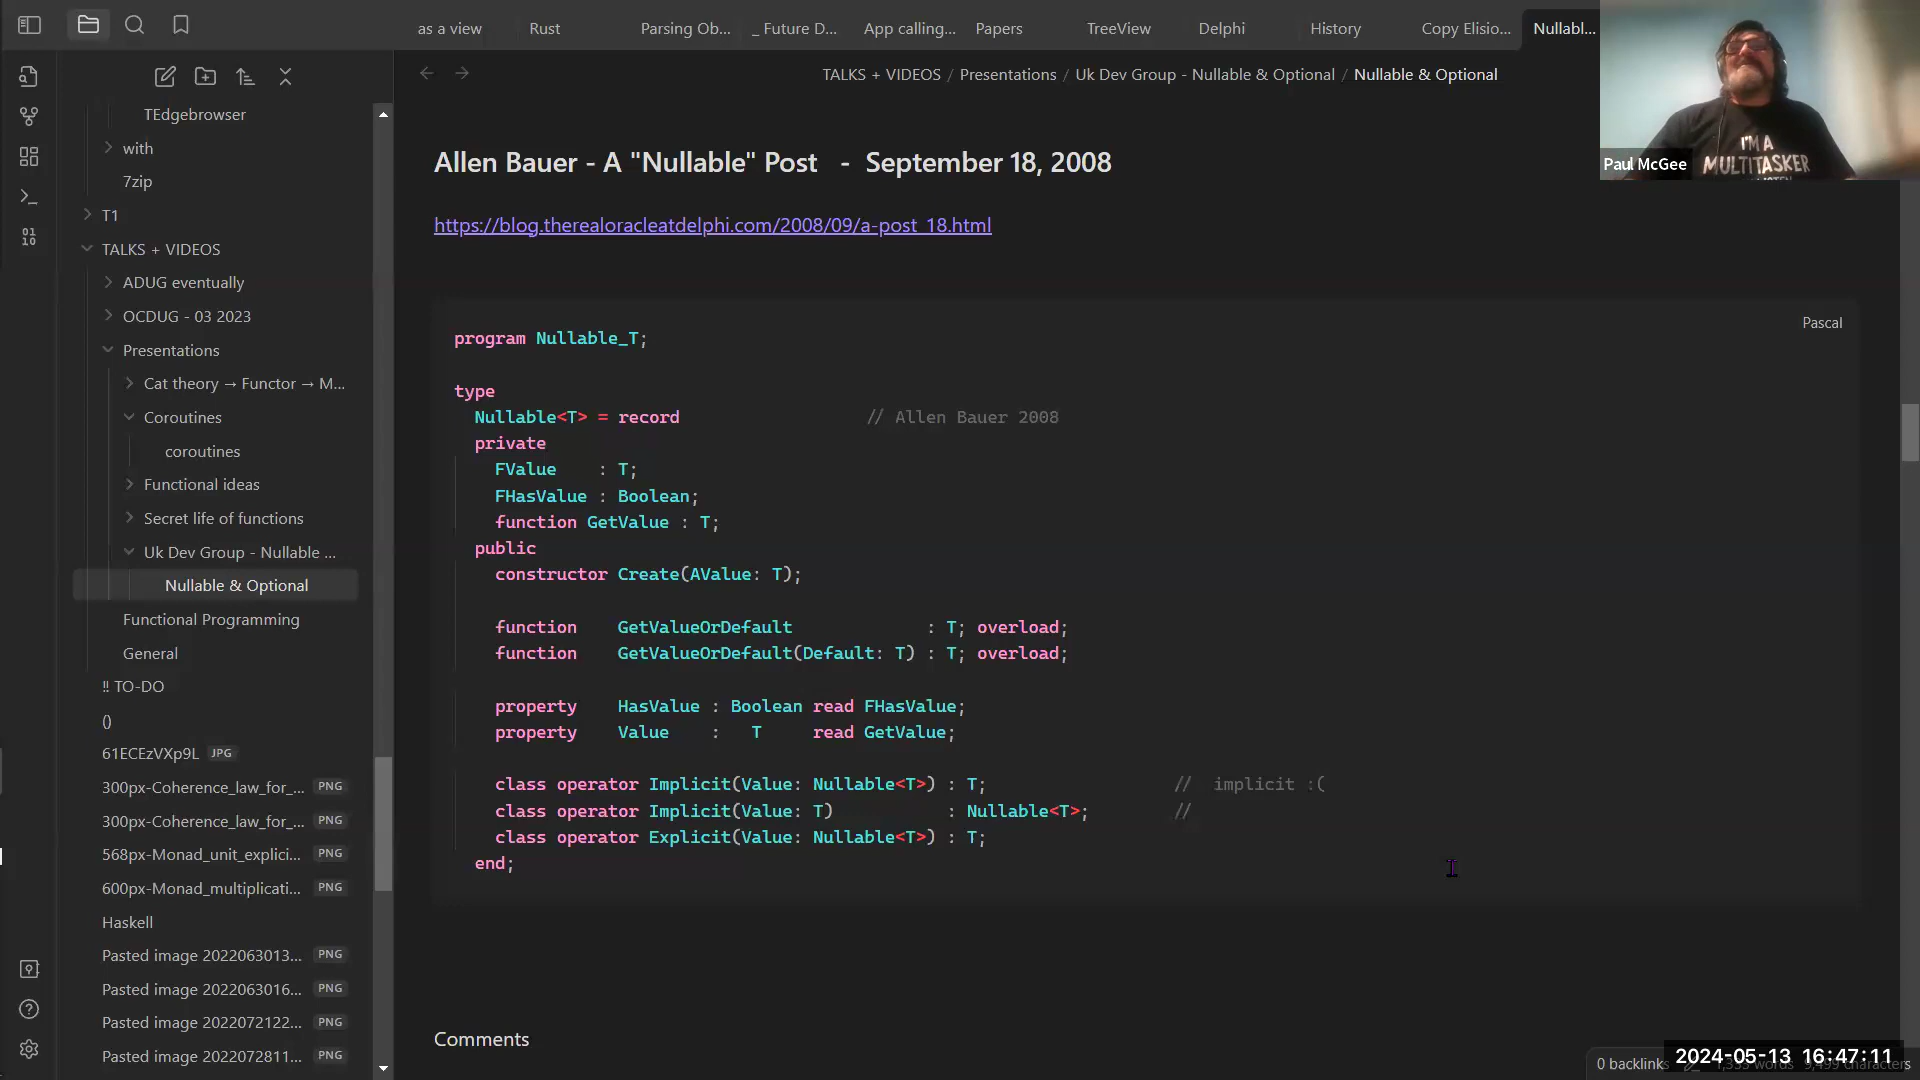 as a view
Rust
Parsing Ob...
_ Future D...
App calling...
Papers
TreeView
Delphi
History
Copy Elisio...
Nullabl...
TALKS + VIDEOS / Presentations / Uk Dev Group - Nullable & Optional / Nullable & Optional
TEdgebrowser
with
7zip
T1
TALKS + VIDEOS
ADUG eventually
OCDUG - 03 2023
Presentations
Cat theory → Functor → M...
Coroutines
coroutines
Functional ideas
Secret life of functions
Uk Dev Group - Nullable ...
Nullable & Optional
Functional Programming
General
!! TO-DO
()
61ECEzVXp9L JPG
300px-Coherence_law_for_... PNG
300px-Coherence_law_for_... PNG
568px-Monad_unit_explici... PNG
600px-Monad_multiplicati... PNG
Haskell
Pasted image 2022063013... PNG
Pasted image 2022063016... PNG
Pasted image 2022072122... PNG
Pasted image 2022072811... PNG
Allen Bauer - A "Nullable" Post - September 18, 2008
https://blog.therealoracleatdelphi.com/2008/09/a-post_18.html
Pascal
program Nullable_T;
type
Nullable<T> = record // Allen Bauer 2008
private
FValue : T;
FHasValue : Boolean;
function GetValue : T;
public
constructor Create(AValue: T);
function GetValueOrDefault : T; overload;
function GetValueOrDefault(Default: T) : T; overload;
property HasValue : Boolean read FHasValue;
property Value : T read GetValue;
class operator Implicit(Value: Nullable<T>) : T; // implicit :(
class operator Implicit(Value: T) : Nullable<T>; //
class operator Explicit(Value: Nullable<T>) : T;
end;
Comments
Paul McGee
I'M A
MULTITASKER
0 backlinks
2024-05-13 16:47:11